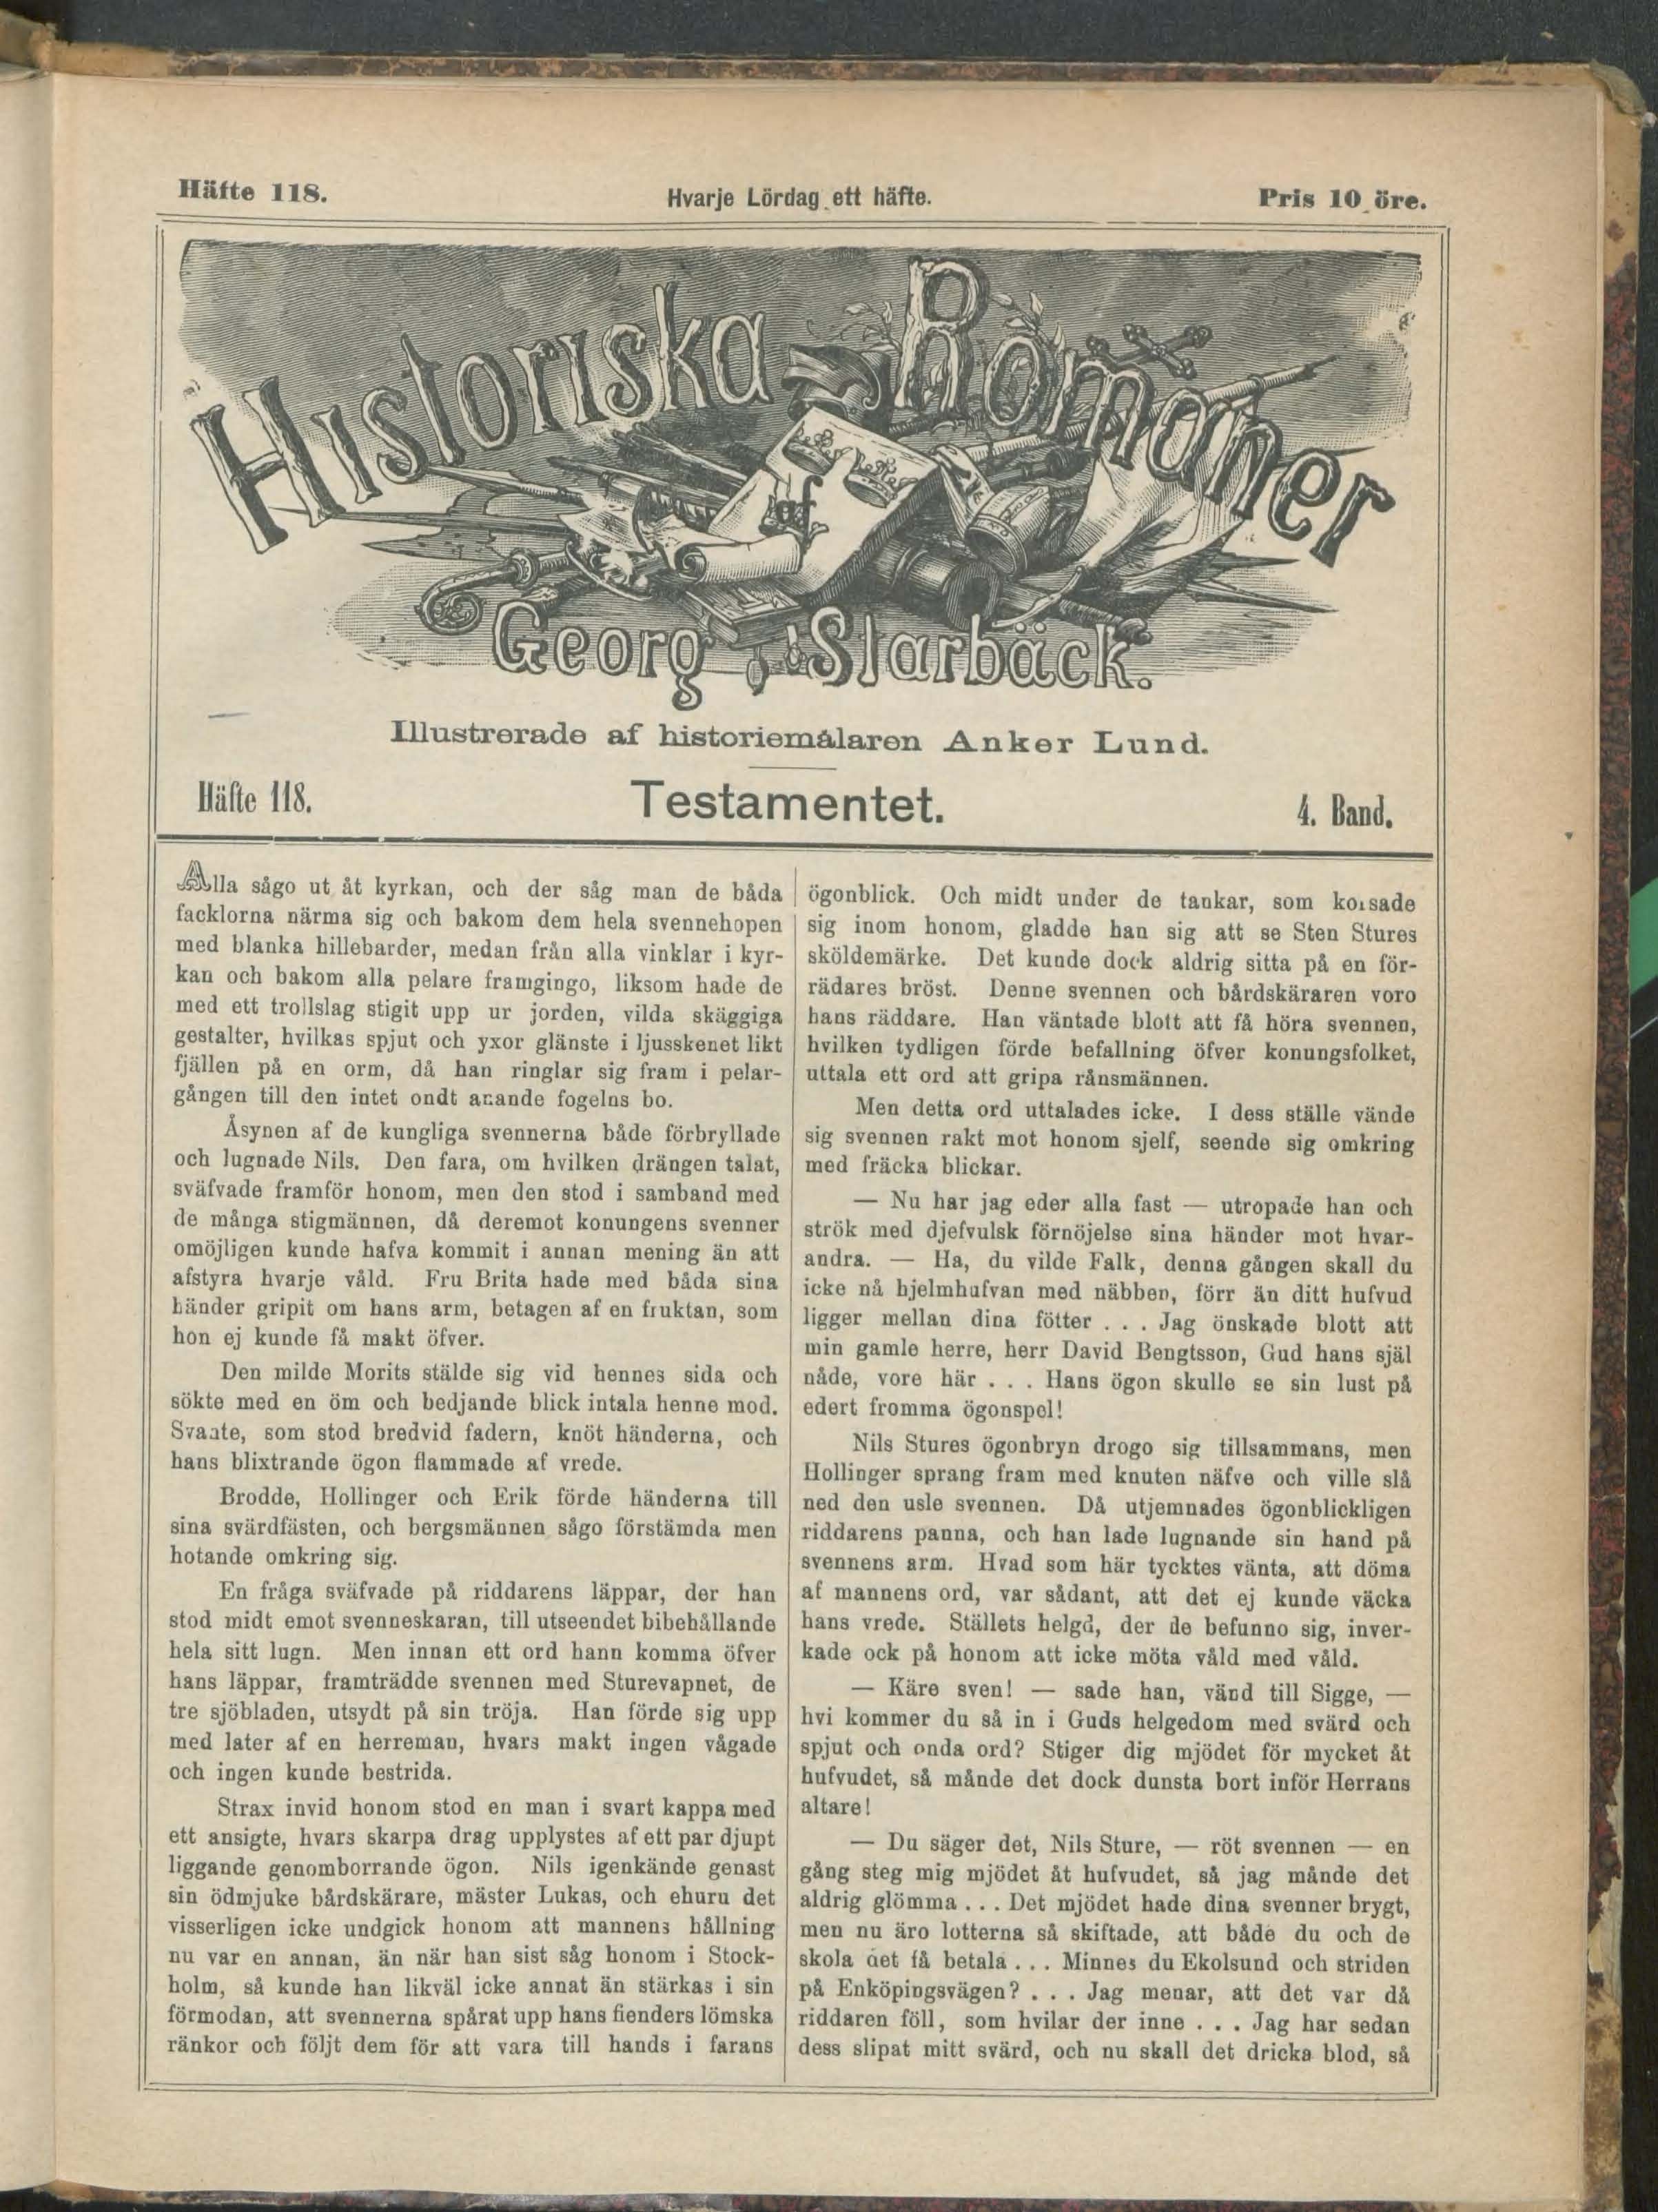 Häfte 118.
Hvarje Lördag ett häfte.
Pris 10 öre.
Historiska Romaner
af
Georg Starbäck.
Illustrerade af historiemålaren Anker Lund.
Häfte 118.
Testamentet.
4. Band.
Alla sågo ut åt kyrkan, och der såg man de båda
facklorna närma sig och bakom dem hela svennehopen
med blanka hillebarder, medan från alla vinklar i kyr-
kan och bakom alla pelare framgingo, liksom hade de
med ett trollslag stigit upp ur jorden, vilda skäggiga
gestalter, hvilkas spjut och yxor glänste i ljusskenet likt
fjällen på en orm, då han ringlar sig fram i pelar-
gången till den intet ondt anande fogelns bo.
Åsynen af de kungliga svennerna både förbryllade
och lugnade Nils. Den fara, om hvilken drängen talat,
sväfvade framför honom, men den stod i samband med
de många stigmännen, då deremot konungens svenner
omöjligen kunde hafva kommit i annan mening än att
afstyra hvarje våld. Fru Brita hade med båda sina
händer gripit om hans arm, betagen af en fruktan, som
hon ej kunde få makt öfver.
Den milde Morits stälde sig vid hennes sida och
sökte med en öm och bedjande blick intala henne mod.
Svante, som stod bredvid fadern, knöt händerna, och
hans blixtrande ögon flammade af vrede.
Brodde, Hollinger och Erik förde händerna till
sina svärdfästen, och bergsmännen sågo förstämda men
hotande omkring sig.
En fråga sväfvade på riddarens läppar, der han
stod midt emot svenneskaran, till utseendet bibehållande
hela sitt lugn. Men innan ett ord hann komma öfver
hans läppar, framträdde svennen med Sturevapnet, de
tre sjöbladen, utsydt på sin tröja. Han förde sig upp
med later af en herreman, hvars makt ingen vågade
och ingen kunde bestrida.
Strax invid honom stod en man i svart kappa med
ett ansigte, hvars skarpa drag upplystes af ett par djupt
liggande genomborrande ögon. Nils igenkände genast
sin ödmjuke bårdskärare, mäster Lukas, och ehuru det
visserligen icke undgick honom att mannens hållning
nu var en annan, än när han sist såg honom i Stock-
holm, så kunde han likväl icke annat än stärkas i sin
förmodan, att svennerna spårat upp hans fienders lömska
ränkor och följt dem för att vara till hands i farans
ögonblick. Och midt under de tankar, som korsade
sig inom honom, gladde han sig att se Sten Stures
sköldemärke. Det kunde dock aldrig sitta på en för-
rädares bröst. Denne svennen och bårdskäraren voro
hans räddare. Han väntade blott att få höra svennen,
hvilken tydligen förde befallning öfver konungsfolket,
uttala ett ord att gripa rånsmännen.
Men detta ord uttalades icke. I dess ställe vände
sig svennen rakt mot honom sjelf, seende sig omkring
med fräcka blickar.
— Nu har jag eder alla fast — utropade han och
strök med djefvulsk förnöjelse sina händer mot hvar-
andra. — Ha, du vilde Falk, denna gången skall du
icke nå hjelmhufvan med näbben, förr än ditt hufvud
ligger mellan dina fötter . . . Jag önskade blott att
min gamle herre, herr David Bengtsson, Gud hans själ
nåde, vore här . . . Hans ögon skulle se sin lust på
edert fromma ögonspel!
Nils Stures ögonbryn drogo sig tillsammans, men
Hollinger sprang fram med knuten näfve och ville slå
ned den usle svennen. Då utjemnades ögonblickligen
riddarens panna, och han lade lugnande sin hand på
svennens arm. Hvad som här tycktes vänta, att döma
af mannens ord, var sådant, att det ej kunde väcka
hans vrede. Ställets helgd, der de befunno sig, inver-
kade ock på honom att icke möta våld med våld.
— Käre sven! — sade han, vänd till Sigge, —
hvi kommer du så in i Guds helgedom med svärd och
spjut och onda ord? Stiger dig mjödet för mycket åt
hufvudet, så månde det dock dunsta bort inför Herrans
altare!
— Du säger det, Nils Sture, — röt svennen — en
gång steg mig mjödet åt hufvudet, så jag månde det
aldrig glömma . . . Det mjödet hade dina svenner brygt,
men nu äro lotterna så skiftade, att både du och de
skola det få betala . . . Minnes du Ekolsund och striden
på Enköpingsvägen? . . . Jag menar, att det var då
riddaren föll, som hvilar der inne . . . Jag har sedan
dess slipat mitt svärd, och nu skall det dricka blod, så